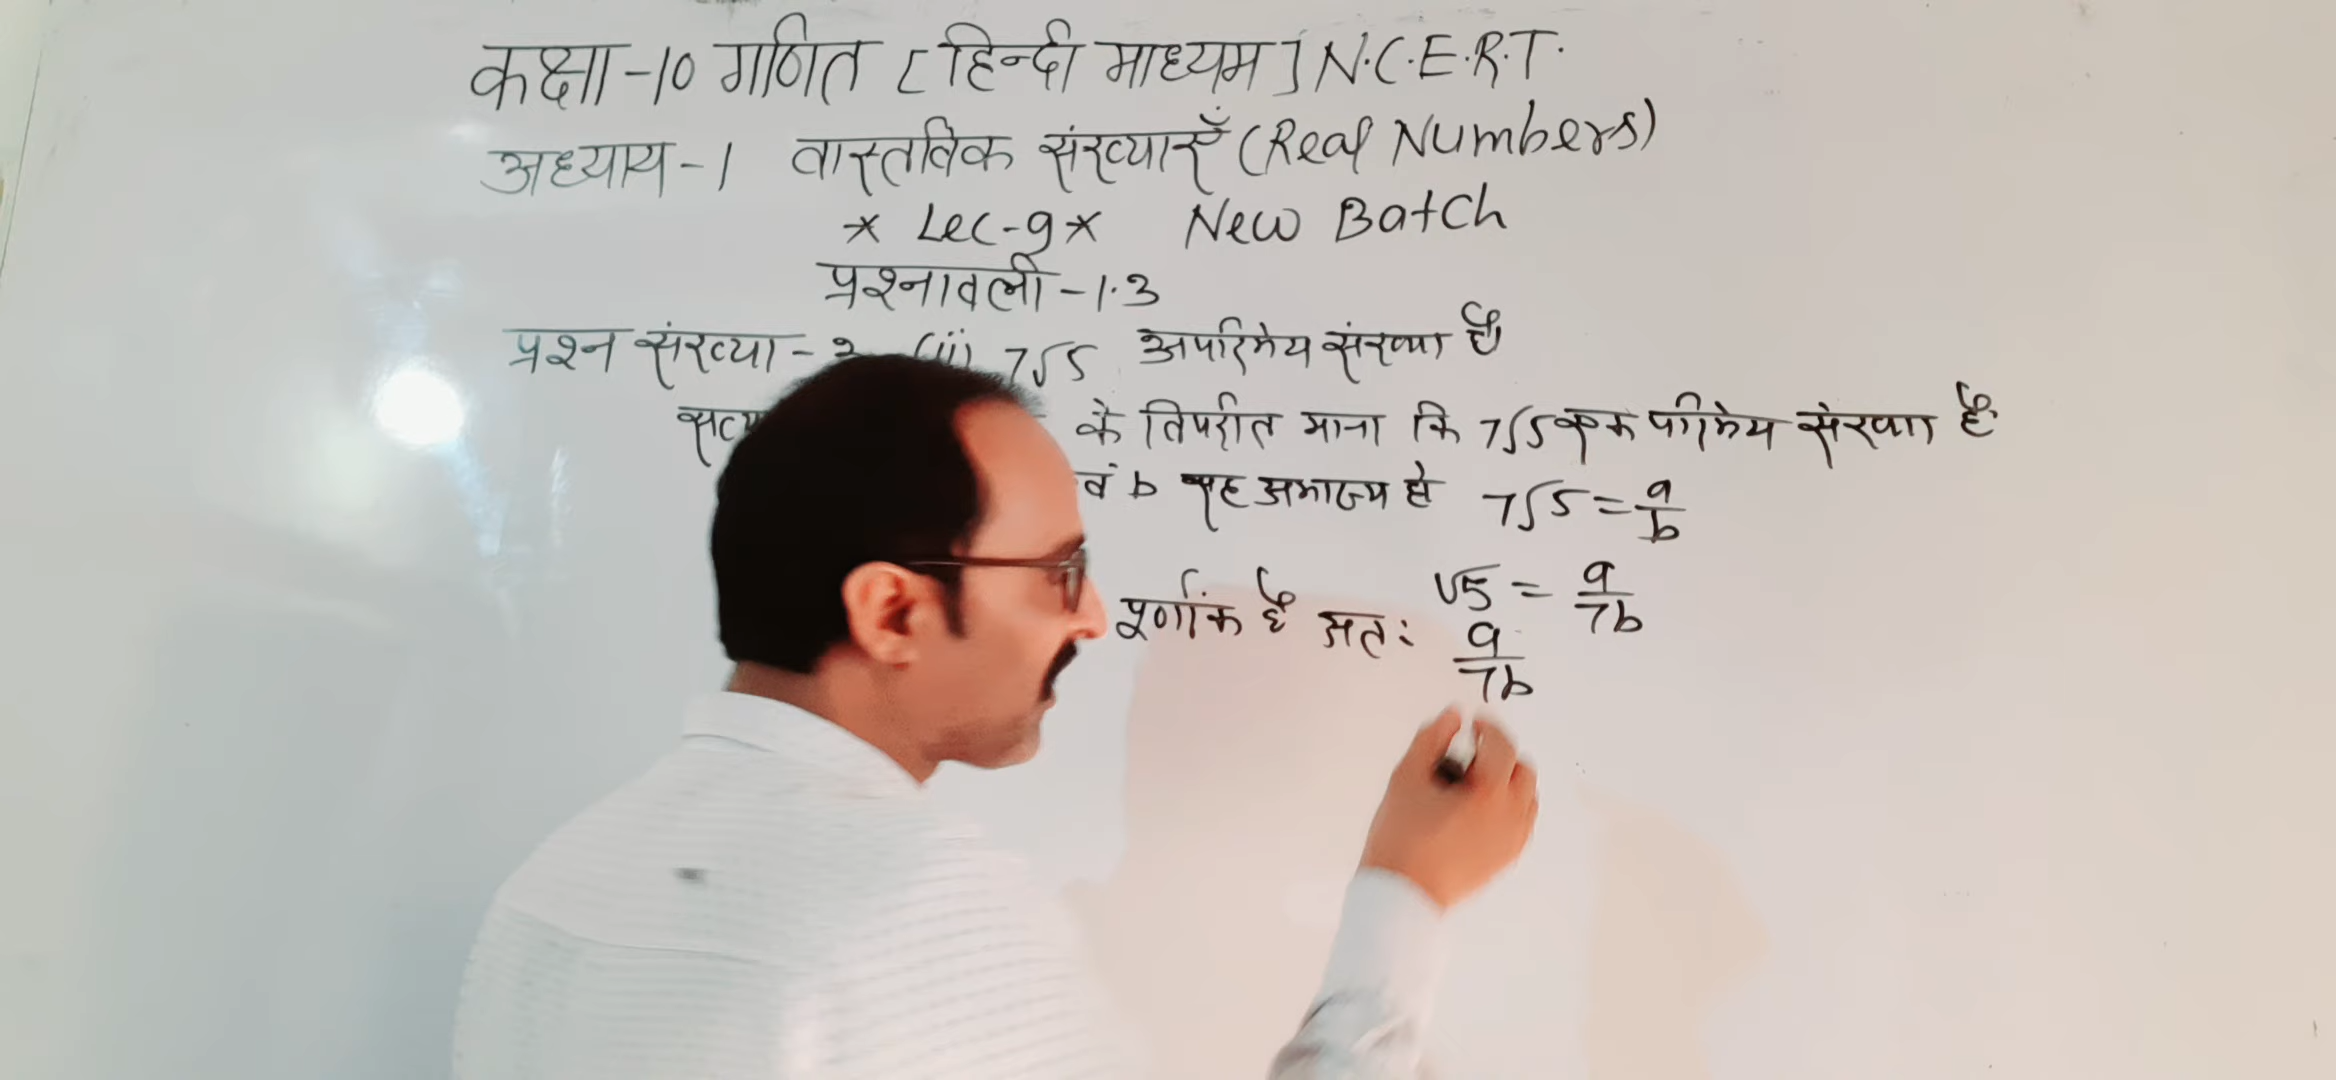 कक्षा-10 गणित [हिन्दी माध्यम] N.C.E.R.T.
अध्याय-1 वास्तविक संख्याएँ (Real Numbers)
* Lec-9* New Batch
प्रश्नावली-1.3
प्रश्न संख्या-3 (ii) 7√5 अपरिमेय संख्या है
के विपरीत माना कि 7√5 एक परिमेय संख्या है
b सह अभाज्य हो 7√5 = a/b
√5 = a/7b
पूर्णांक है अतः a/7b